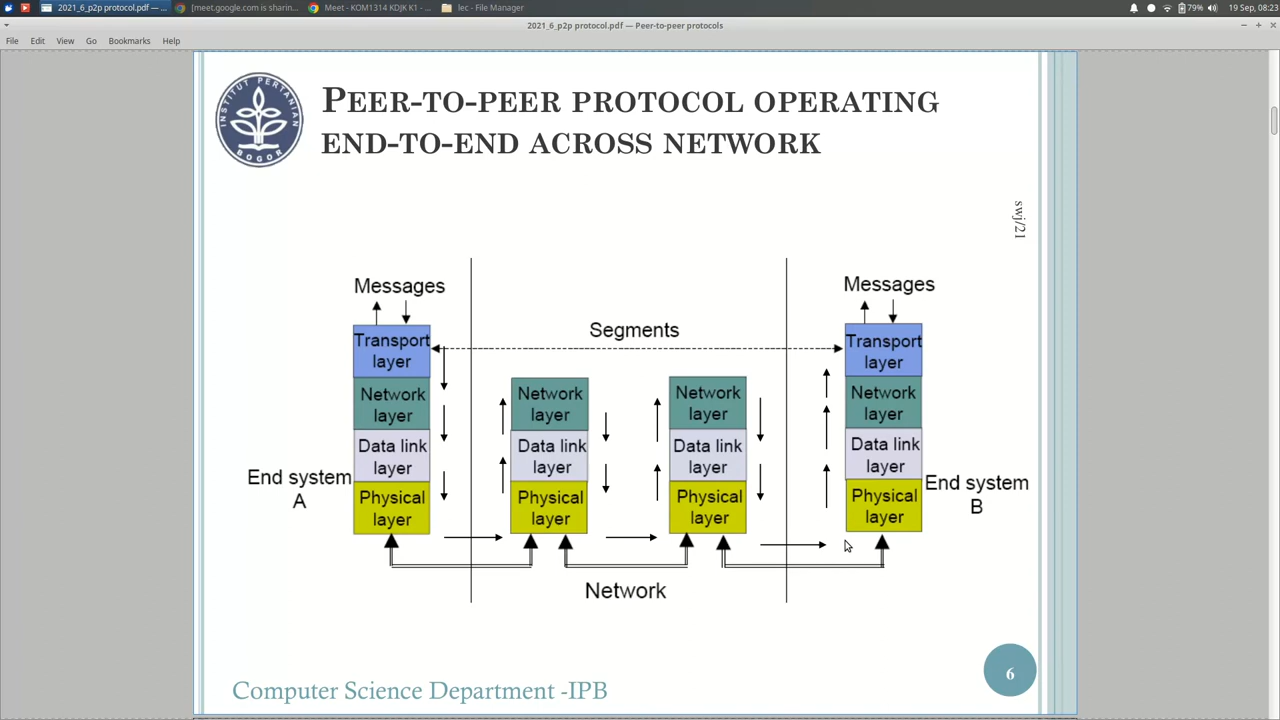 2021_6_p2p protocol.pdf — ...
[meet.google.com is sharin...
Meet - KOM1314 KDJK K1 - ...
lec - File Manager
79%
19 Sep, 08:23
2021_6_p2p protocol.pdf — Peer-to-peer protocols
File Edit View Go Bookmarks Help
INSTITUT PERTANIAN
BOGOR
PEER-TO-PEER PROTOCOL OPERATING
END-TO-END ACROSS NETWORK
swj/21
Messages
Messages
Segments
Transport
layer
Network
layer
Data link
layer
Physical
layer
End system
A
Network
layer
Data link
layer
Physical
layer
Network
layer
Data link
layer
Physical
layer
Transport
layer
Network
layer
Data link
layer
Physical
layer
End system
B
Network
6
Computer Science Department -IPB